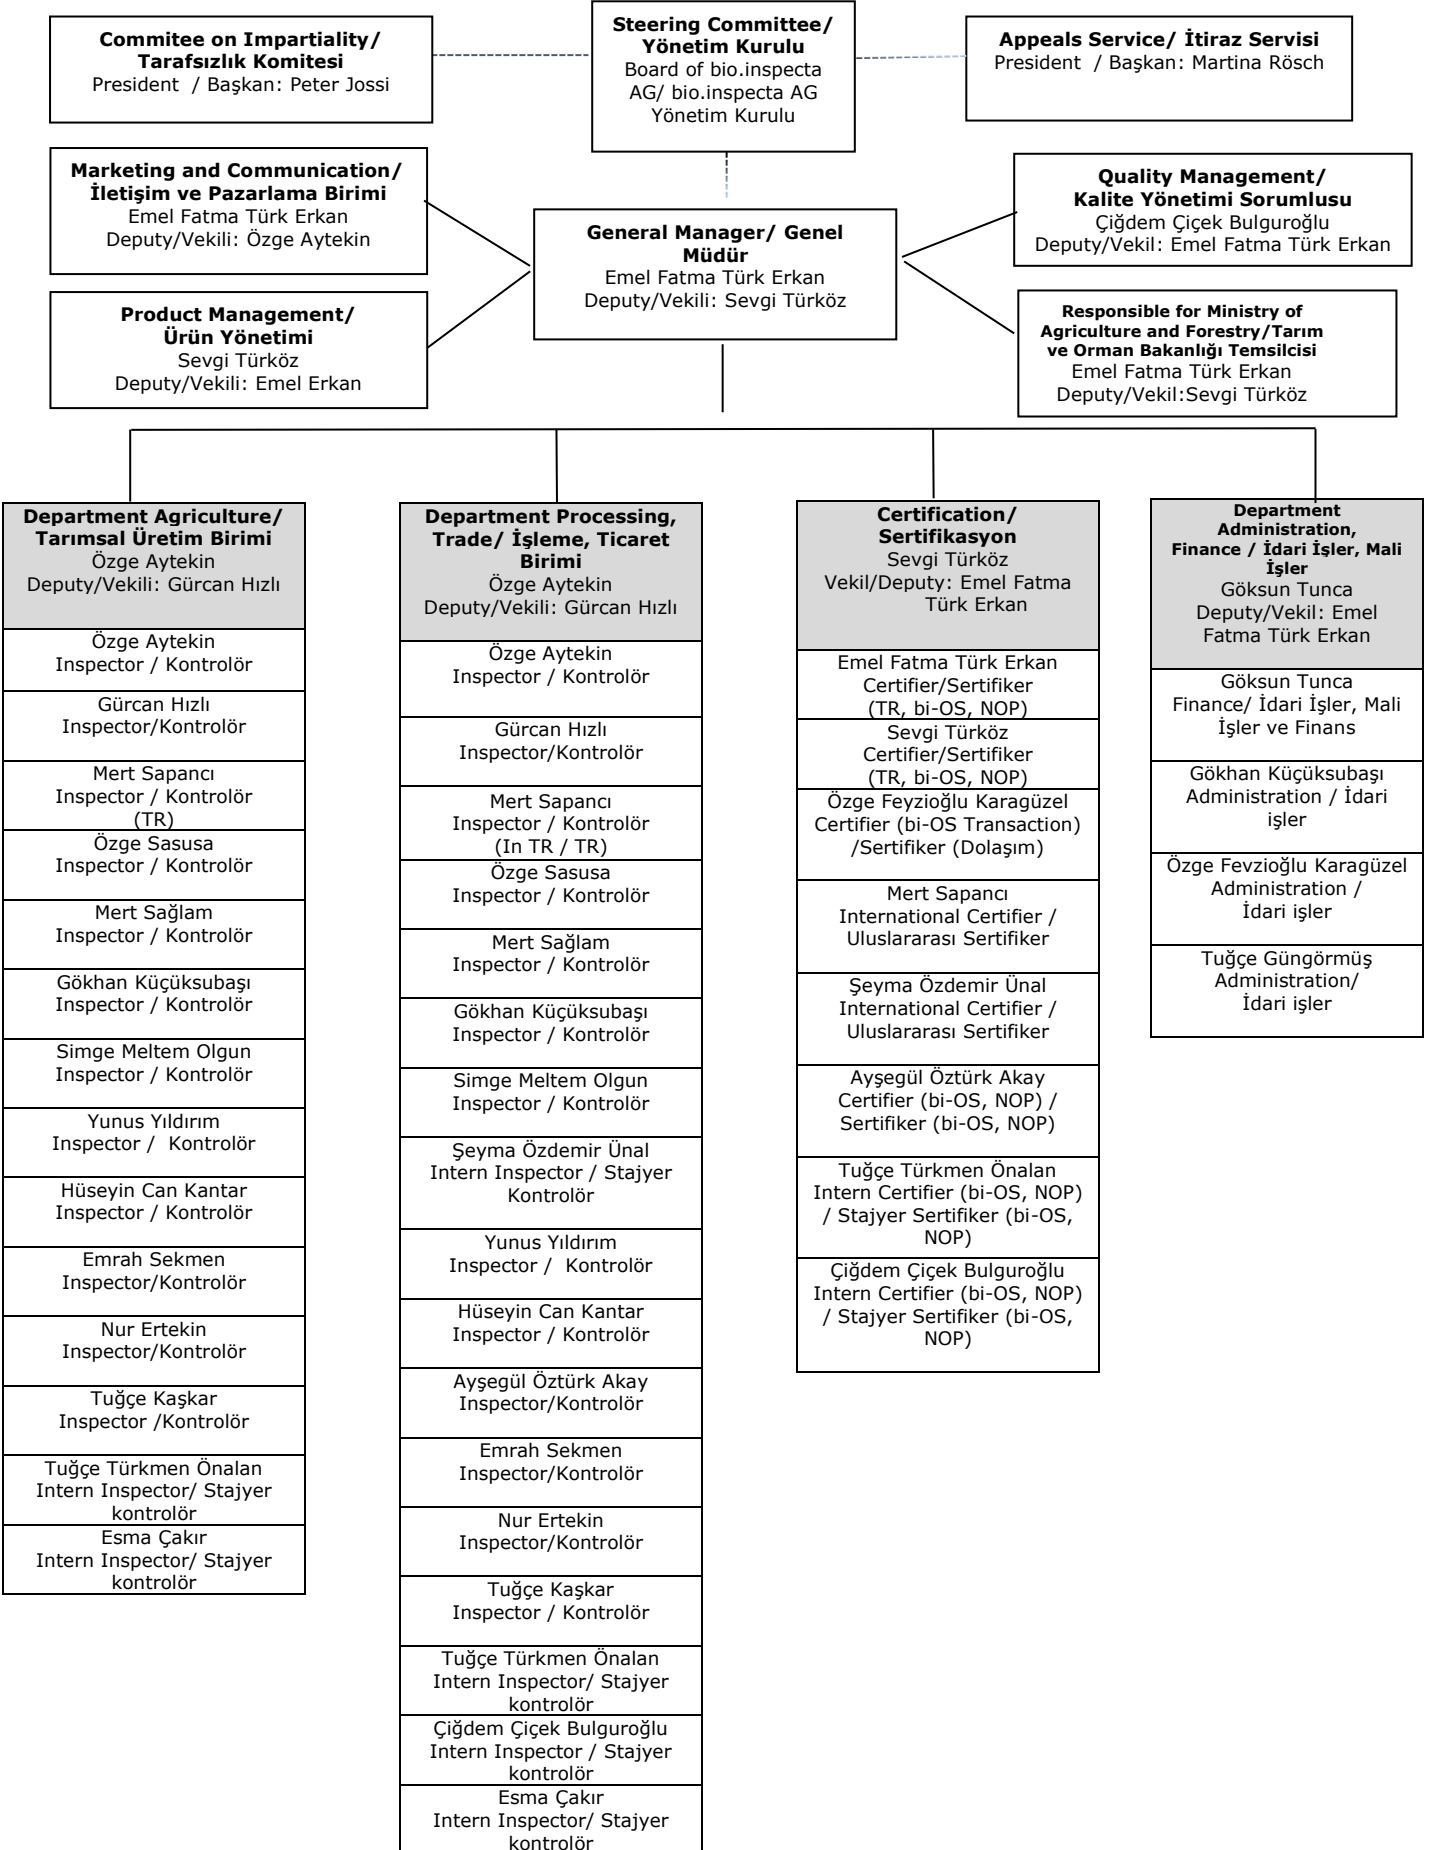 Commitee on Impartiality/
Tarafsızlık Komitesi
President / Başkan: Peter Jossi
Steering Committee/
Yönetim Kurulu
Board of bio.inspecta
AG/ bio.inspecta AG
Yönetim Kurulu
Appeals Service/ İtiraz Servisi
President / Başkan: Martina Rösch
Marketing and Communication/
İletişim ve Pazarlama Birimi
Emel Fatma Türk Erkan
Deputy/Vekili: Özge Aytekin
General Manager/ Genel
Müdür
Emel Fatma Türk Erkan
Deputy/Vekili: Sevgi Türköz
Quality Management/
Kalite Yönetimi Sorumlusu
Çiğdem Çiçek Bulguroğlu
Deputy/Vekil: Emel Fatma Türk Erkan
Product Management/
Ürün Yönetimi
Sevgi Türköz
Deputy/Vekili: Emel Erkan
Responsible for Ministry of
Agriculture and Forestry/Tarım
ve Orman Bakanlığı Temsilcisi
Emel Fatma Türk Erkan
Deputy/Vekil:Sevgi Türköz
Department Agriculture/
Tarımsal Üretim Birimi
Özge Aytekin
Deputy/Vekili: Gürcan Hızlı
Özge Aytekin
Inspector / Kontrolör
Gürcan Hızlı
Inspector/Kontrolör
Mert Sapancı
Inspector / Kontrolör
(TR)
Özge Sasusa
Inspector / Kontrolör
Mert Sağlam
Inspector / Kontrolör
Gökhan Küçüksubaşı
Inspector / Kontrolör
Simge Meltem Olgun
Inspector / Kontrolör
Yunus Yıldırım
Inspector / Kontrolör
Hüseyin Can Kantar
Inspector / Kontrolör
Emrah Sekmen
Inspector/Kontrolör
Nur Ertekin
Inspector/Kontrolör
Tuğçe Kaşkar
Inspector /Kontrolör
Tuğçe Türkmen Önalan
Intern Inspector/ Stajyer
kontrolör
Esma Çakır
Intern Inspector/ Stajyer
kontrolör
Department Processing,
Trade/ İşleme, Ticaret
Birimi
Özge Aytekin
Deputy/Vekili: Gürcan Hızlı
Özge Aytekin
Inspector / Kontrolör
Gürcan Hızlı
Inspector/Kontrolör
Mert Sapancı
Inspector / Kontrolör
(In TR / TR)
Özge Sasusa
Inspector / Kontrolör
Mert Sağlam
Inspector / Kontrolör
Gökhan Küçüksubaşı
Inspector / Kontrolör
Simge Meltem Olgun
Inspector / Kontrolör
Şeyma Özdemir Ünal
Intern Inspector / Stajyer
Kontrolör
Yunus Yıldırım
Inspector / Kontrolör
Hüseyin Can Kantar
Inspector / Kontrolör
Ayşegül Öztürk Akay
Inspector/Kontrolör
Emrah Sekmen
Inspector/Kontrolör
Nur Ertekin
Inspector/Kontrolör
Tuğçe Kaşkar
Inspector / Kontrolör
Tuğçe Türkmen Önalan
Intern Inspector/ Stajyer
kontrolör
Çiğdem Çiçek Bulguroğlu
Intern Inspector / Stajyer
kontrolör
Esma Çakır
Intern Inspector/ Stajyer
kontrolör
Certification/
Sertifikasyon
Sevgi Türköz
Vekil/Deputy: Emel Fatma
Türk Erkan
Emel Fatma Türk Erkan
Certifier/Sertifiker
(TR, bi-OS, NOP)
Sevgi Türköz
Certifier/Sertifiker
(TR, bi-OS, NOP)
Özge Feyzioğlu Karagüzel
Certifier (bi-OS Transaction)
/Sertifiker (Dolaşım)
Mert Sapancı
International Certifier /
Uluslararası Sertifiker
Şeyma Özdemir Ünal
International Certifier /
Uluslararası Sertifiker
Ayşegül Öztürk Akay
Certifier (bi-OS, NOP) /
Sertifiker (bi-OS, NOP)
Tuğçe Türkmen Önalan
Intern Certifier (bi-OS, NOP)
/ Stajyer Sertifiker (bi-OS,
NOP)
Çiğdem Çiçek Bulguroğlu
Intern Certifier (bi-OS, NOP)
/ Stajyer Sertifiker (bi-OS,
NOP)
Department
Administration,
Finance / İdari İşler, Mali
İşler
Göksun Tunca
Deputy/Vekil: Emel
Fatma Türk Erkan
Göksun Tunca
Finance/ İdari İşler, Mali
İşler ve Finans
Gökhan Küçüksubaşı
Administration / İdari
işler
Özge Fevzioğlu Karagüzel
Administration /
İdari işler
Tuğçe Güngörmüş
Administration/
İdari işler